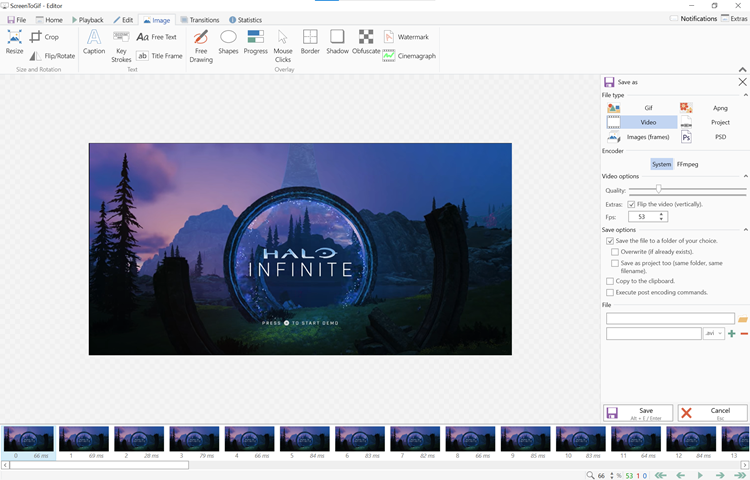 ScreenToGif - Editor
File Home Playback Edit Image Transitions Statistics Notifications Extras
Resize Crop Flip/Rotate
Caption Key Strokes Free Text Title Frame
Free Drawing Shapes Progress Mouse Clicks Border Shadow Obfuscate Watermark Cinemagraph
Size and Rotation Text Overlay
Save as
File type
Gif Apng
Video Project
Images (frames) PSD
Encoder
System FFmpeg
Video options
Quality:
Extras: Flip the video (vertically).
Fps: 53
Save options
Save the file to a folder of your choice.
Overwrite (if already exists).
Save as project too (same folder, same
filename).
Copy to the clipboard.
Execute post encoding commands.
File
.avi
Save Cancel
Alt + E / Enter Esc
HALO
INFINITE
PRESS TO START DEMO
0 66 ms 1 69 ms 2 28 ms 3 79 ms 4 66 ms 5 84 ms 6 83 ms 7 82 ms 8 66 ms 9 85 ms 10 83 ms 11 64 ms 12 84 ms 13
66 % 53 1 0